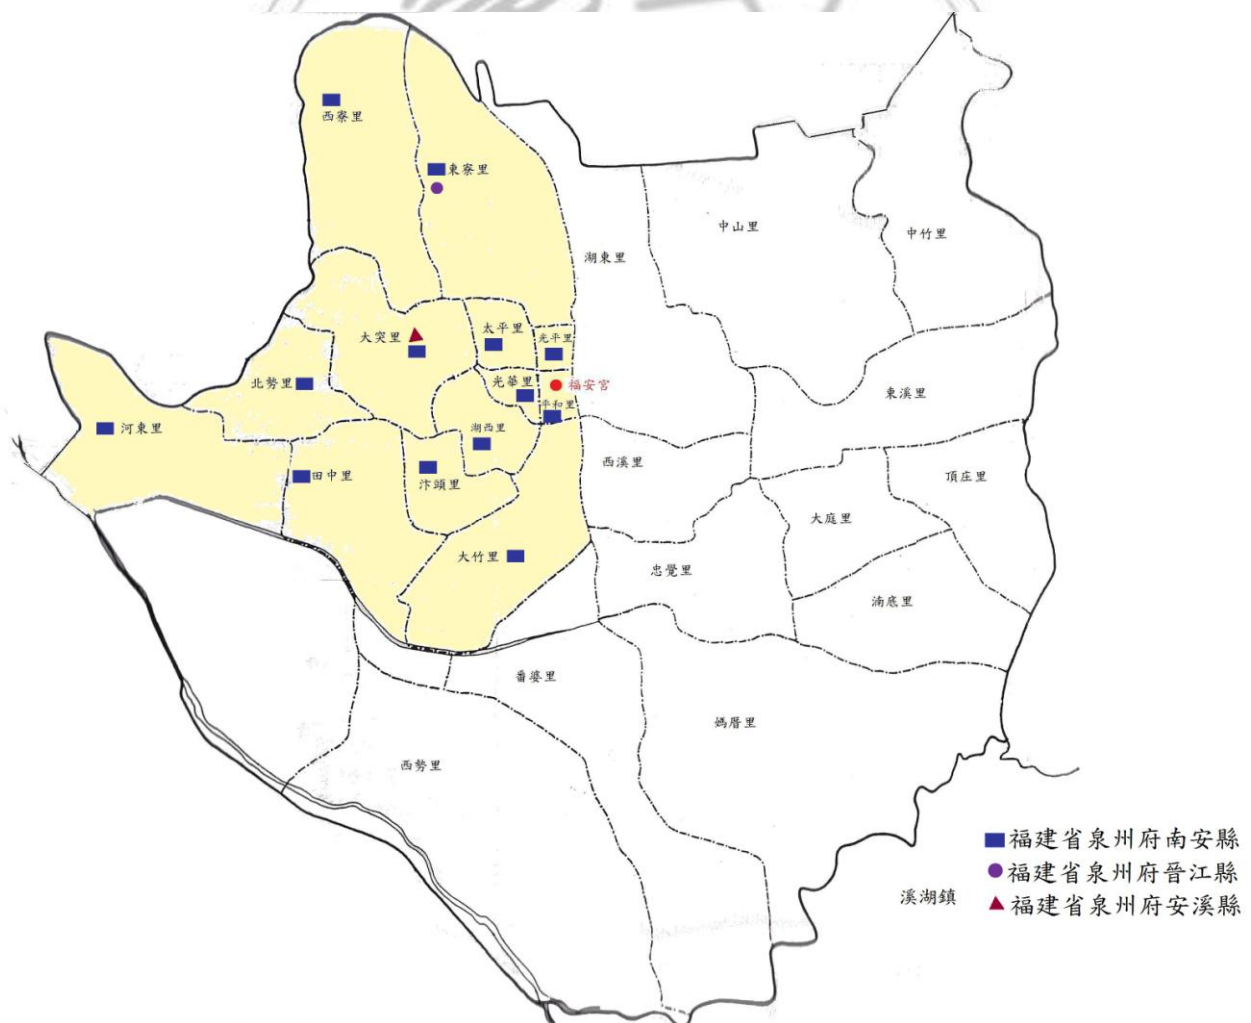 西寮里
東寮里
中山里
中竹里
湖東里
大突里
太平里
光平里
北勢里
光華里
福安宮
平和里
東溪里
河東里
湖西里
田中里
汴頭里
西溪里
頂庄里
大庭里
大竹里
忠覺里
湳底里
番婆里
媽厝里
西勢里
溪湖鎮
福建省泉州府南安縣
福建省泉州府晉江縣
福建省泉州府安溪縣